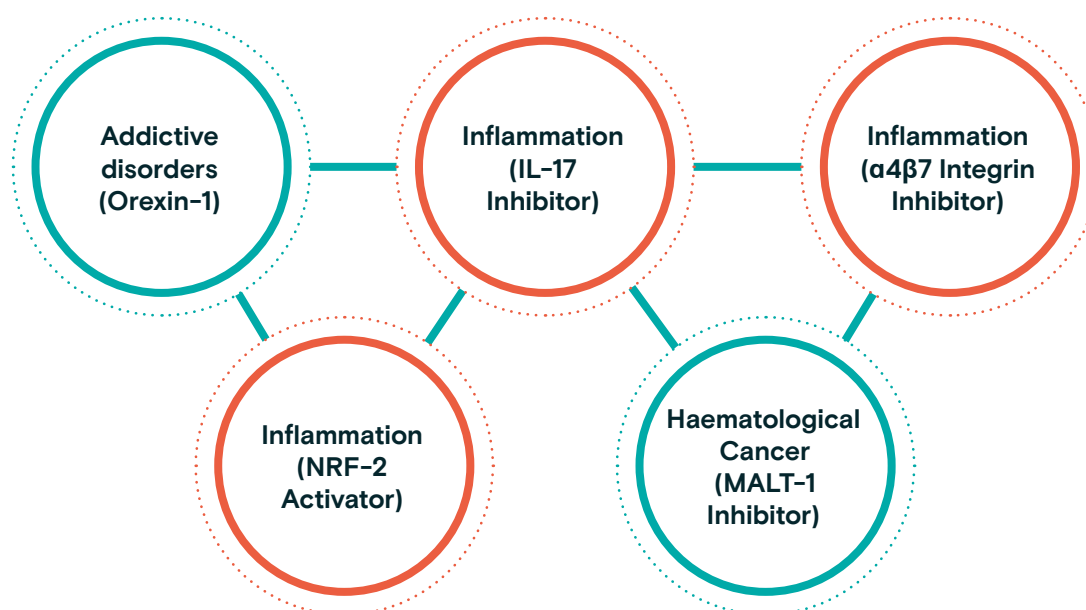 Addictive
disorders
(Orexin-1)
Inflammation
(IL-17
Inhibitor)
Inflammation
(α4β7 Integrin
Inhibitor)
Inflammation
(NRF-2
Activator)
Haematological
Cancer
(MALT-1
Inhibitor)